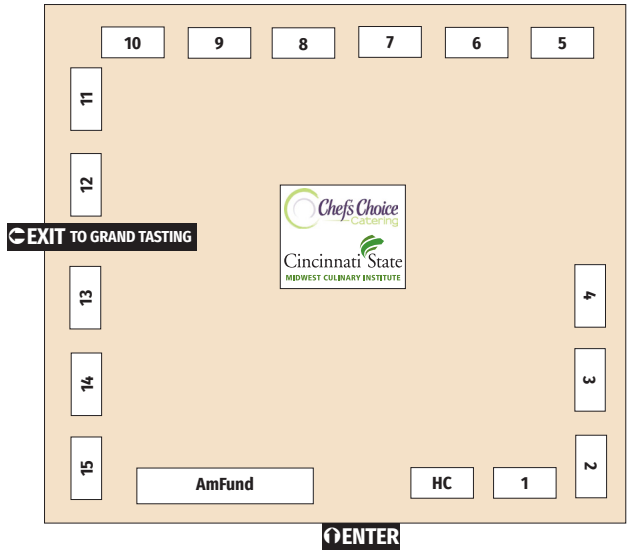 10 9 8 7 6 5
11
12
Chefs Choice
Catering
EXIT TO GRAND TASTING
Cincinnati State
MIDWEST CULINARY INSTITUTE
13
4
14
3
15
2
AmFund
HC
1
ENTER